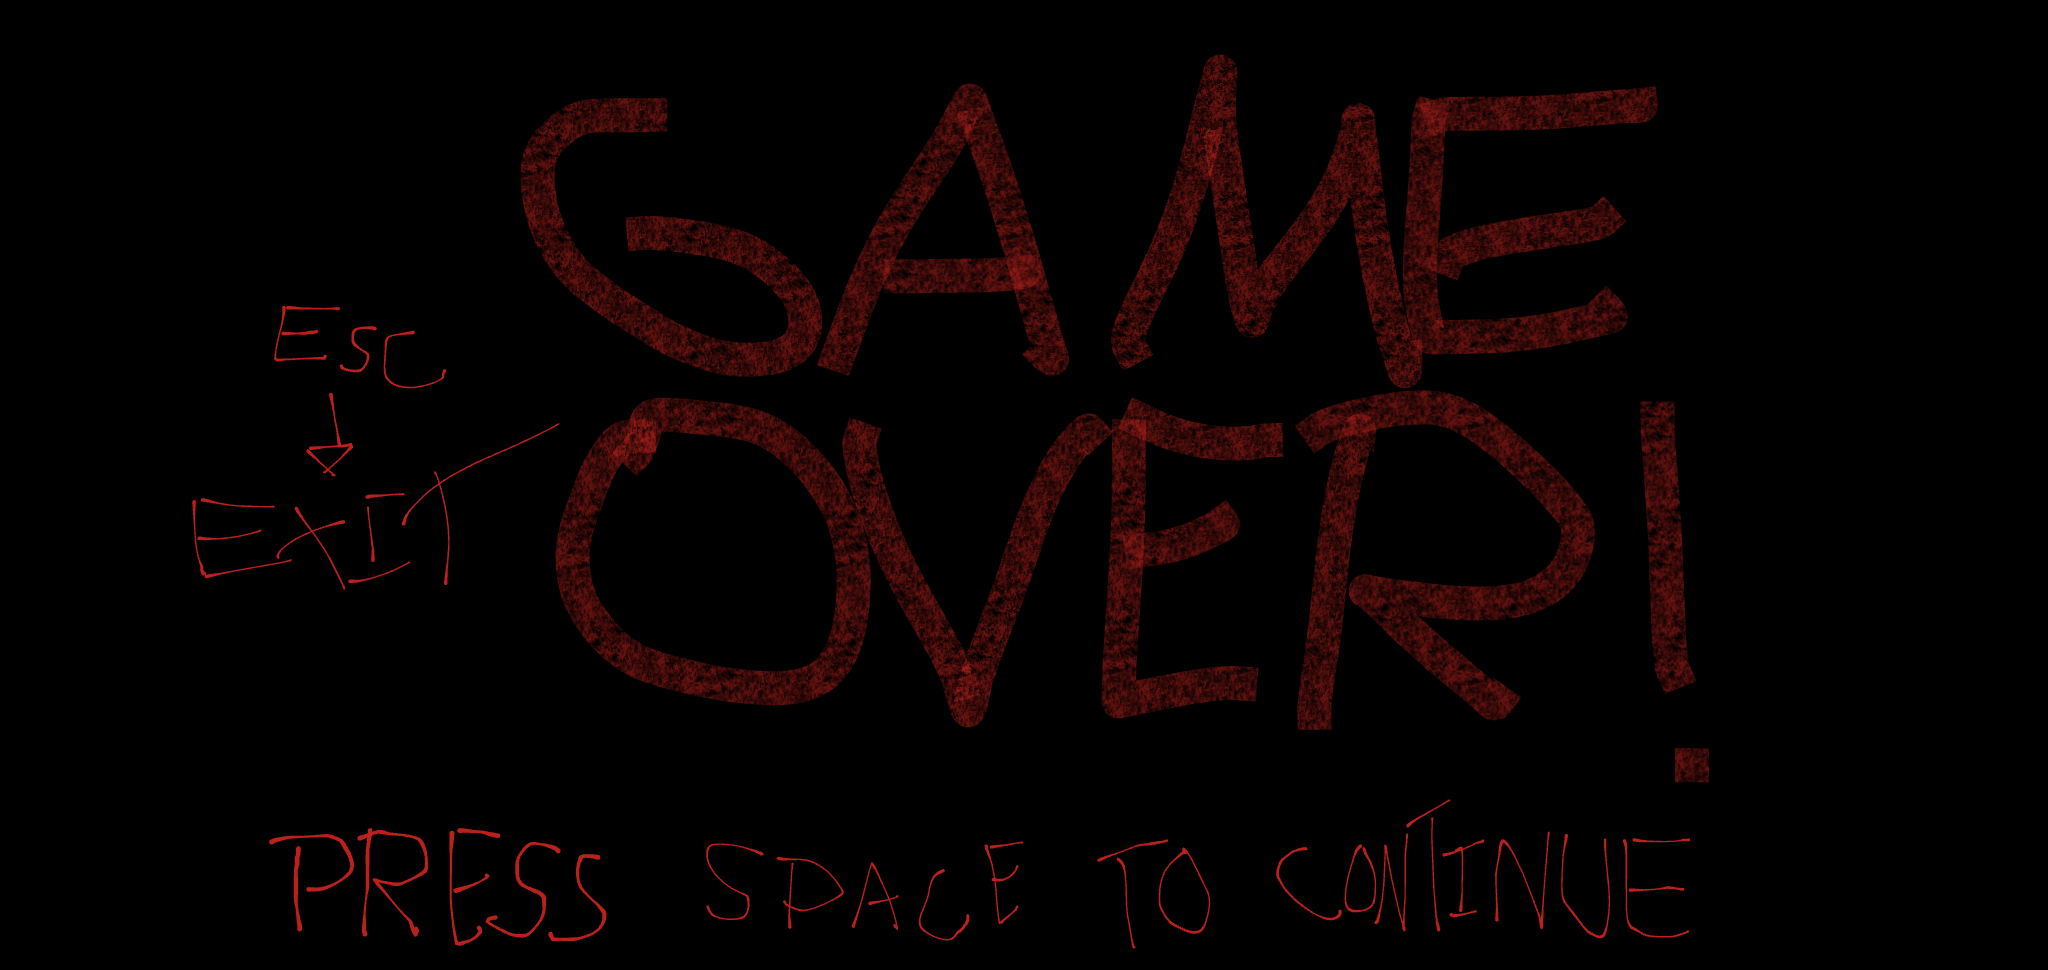 GAME
OVER!
Esc
EXIT
PRESS SPACE TO CONTINUE